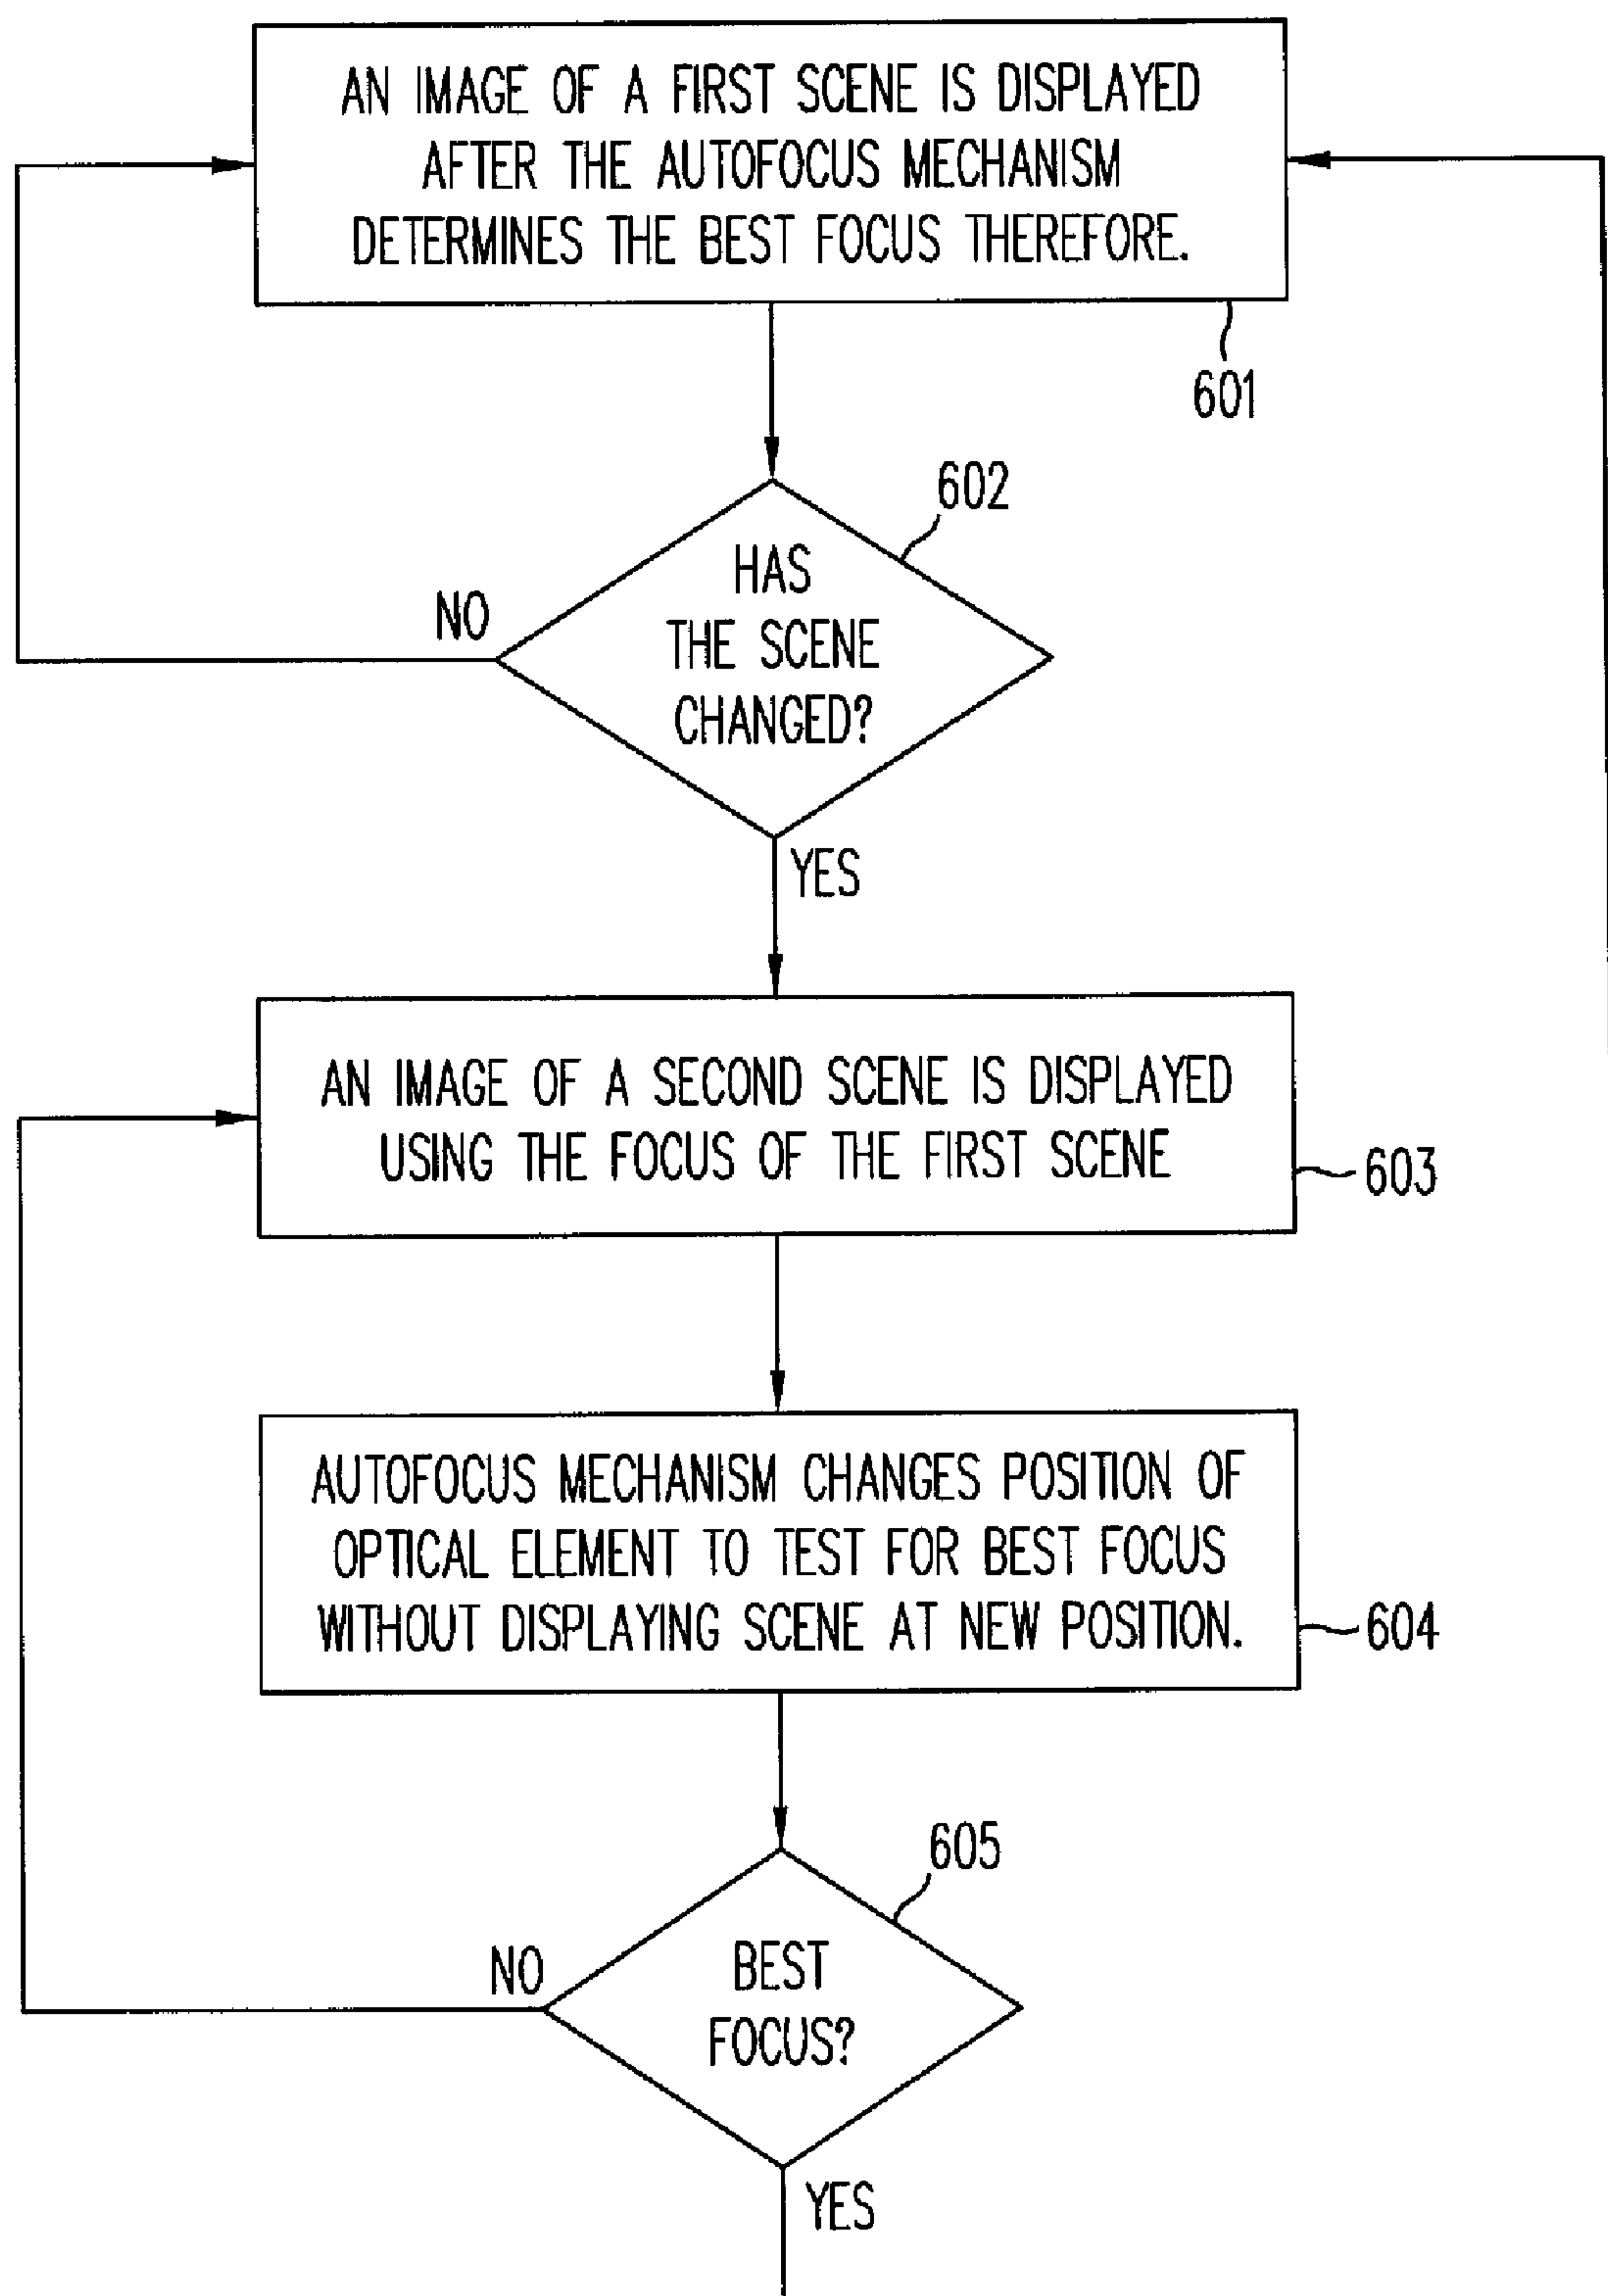 AN IMAGE OF A FIRST SCENE IS DISPLAYED
AFTER THE AUTOFOCUS MECHANISM
DETERMINES THE BEST FOCUS THEREFORE.
601
602
HAS
THE SCENE
CHANGED?
NO
YES
AN IMAGE OF A SECOND SCENE IS DISPLAYED
USING THE FOCUS OF THE FIRST SCENE
603
AUTOFOCUS MECHANISM CHANGES POSITION OF
OPTICAL ELEMENT TO TEST FOR BEST FOCUS
WITHOUT DISPLAYING SCENE AT NEW POSITION.
604
605
BEST
FOCUS?
NO
YES